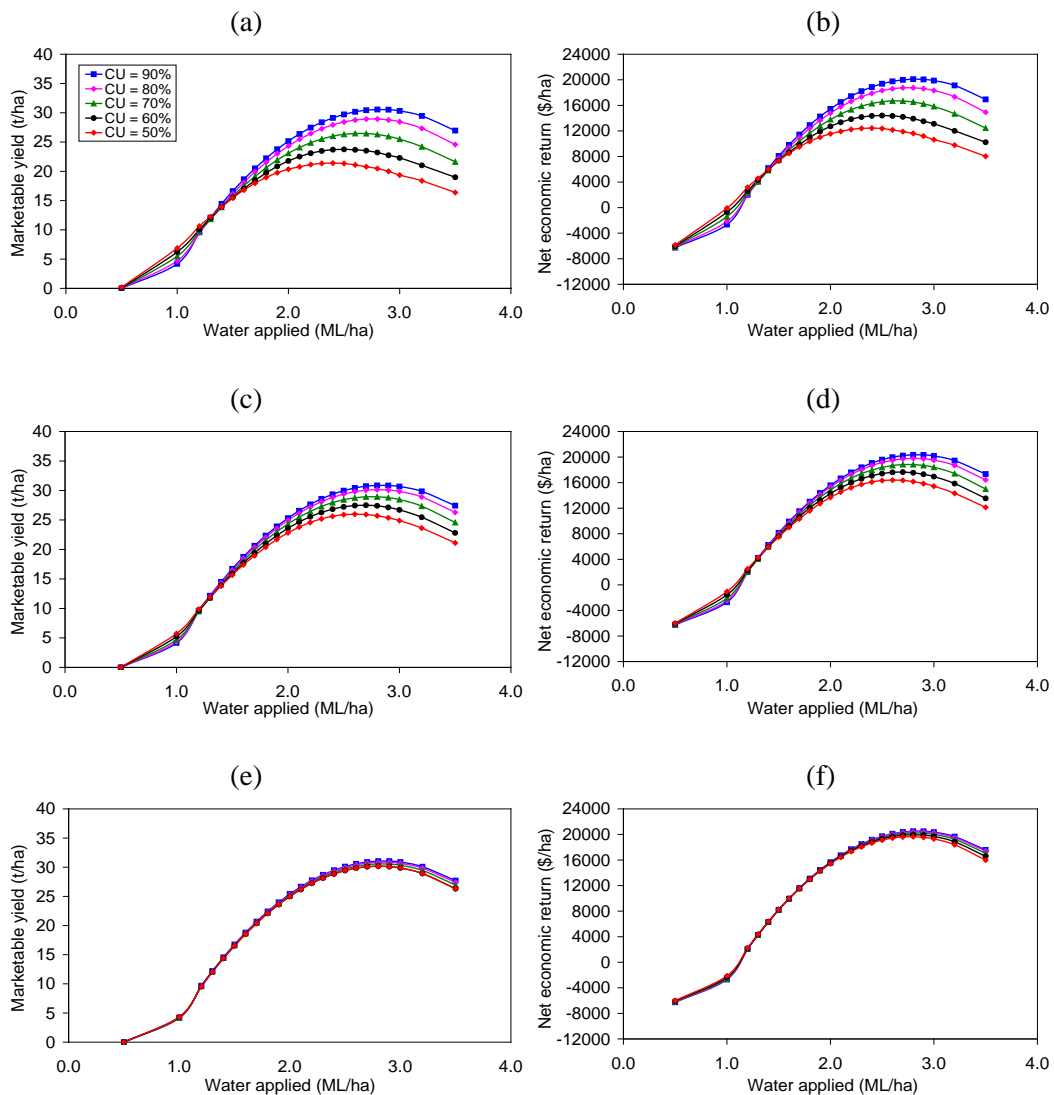 (a)
Marketable yield (t/ha)
40
35
30
25
20
15
10
5
0
CU = 90%
CU = 80%
CU = 70%
CU = 60%
CU = 50%
0.0 1.0 2.0 3.0 4.0
Water applied (ML/ha)
(b)
Net economic return ($/ha)
24000
20000
16000
12000
8000
4000
0
-4000
-8000
-12000
0.0 1.0 2.0 3.0 4.0
Water applied (ML/ha)
(c)
Marketable yield (t/ha)
40
35
30
25
20
15
10
5
0
0.0 1.0 2.0 3.0 4.0
Water applied (ML/ha)
(d)
Net economic return ($/ha)
24000
20000
16000
12000
8000
4000
0
-4000
-8000
-12000
0.0 1.0 2.0 3.0 4.0
Water applied (ML/ha)
(e)
Marketable yield (t/ha)
40
35
30
25
20
15
10
5
0
0.0 1.0 2.0 3.0 4.0
Water applied (ML/ha)
(f)
Net economic return ($/ha)
24000
20000
16000
12000
8000
4000
0
-4000
-8000
-12000
0.0 1.0 2.0 3.0 4.0
Water applied (ML/ha)